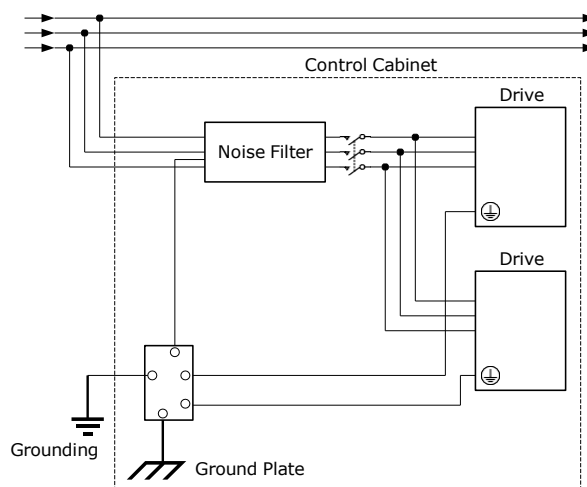 Control Cabinet
Drive
Noise Filter
Drive
Grounding
Ground Plate